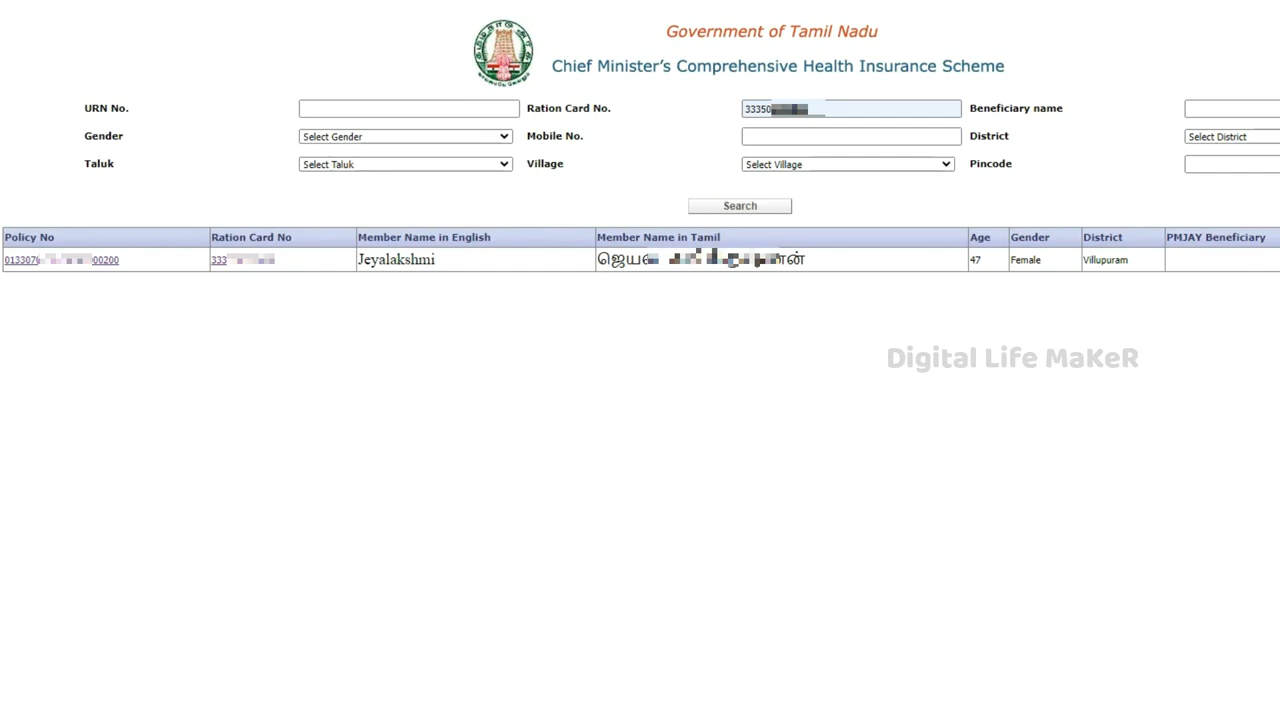 Government of Tamil Nadu
Chief Minister's Comprehensive Health Insurance Scheme
URN No. Ration Card No. 33350 Beneficiary name
Gender Select Gender Mobile No. District Select District
Taluk Select Taluk Village Select Village Pincode
Search
Policy No Ration Card No Member Name in English Member Name in Tamil Age Gender District PMJAY Beneficiary
Jeyalakshmi 47 Female Villupuram
Digital Life MaKeR